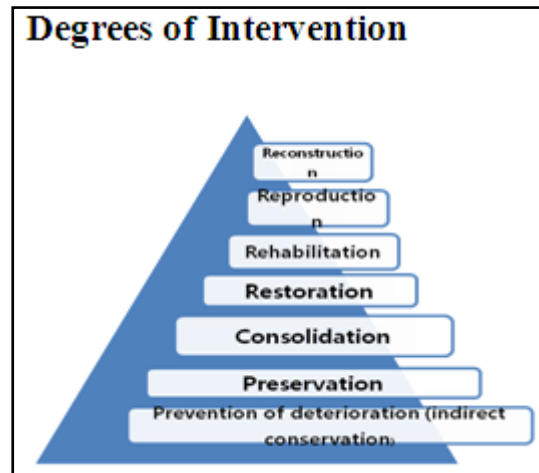 Degrees of Intervention
Reconstructio
n
Reproductio
n
Rehabilitation
Restoration
Consolidation
Preservation
Prevention of deterioration (indirect
conservation)